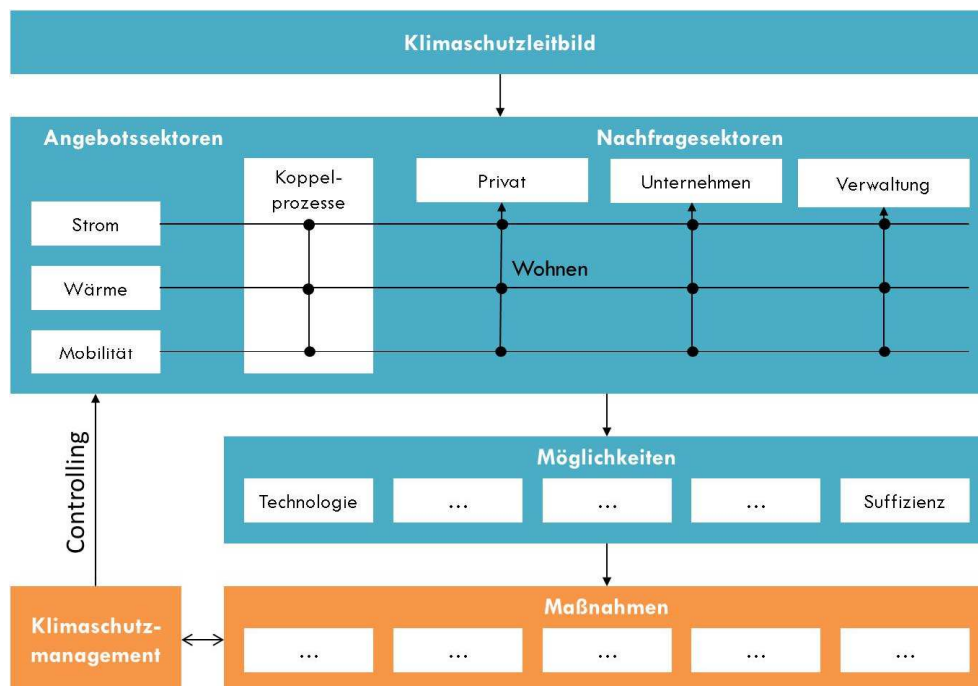 Klimaschutzleitbild
Angebotssektoren
Nachfragesektoren
Koppel-
prozesse
Privat
Unternehmen
Verwaltung
Strom
Wohnen
Wärme
Mobilität
Controlling
Möglichkeiten
Technologie
...
...
...
Suffizienz
Klimaschutz-
management
Maßnahmen
...
...
...
...
...